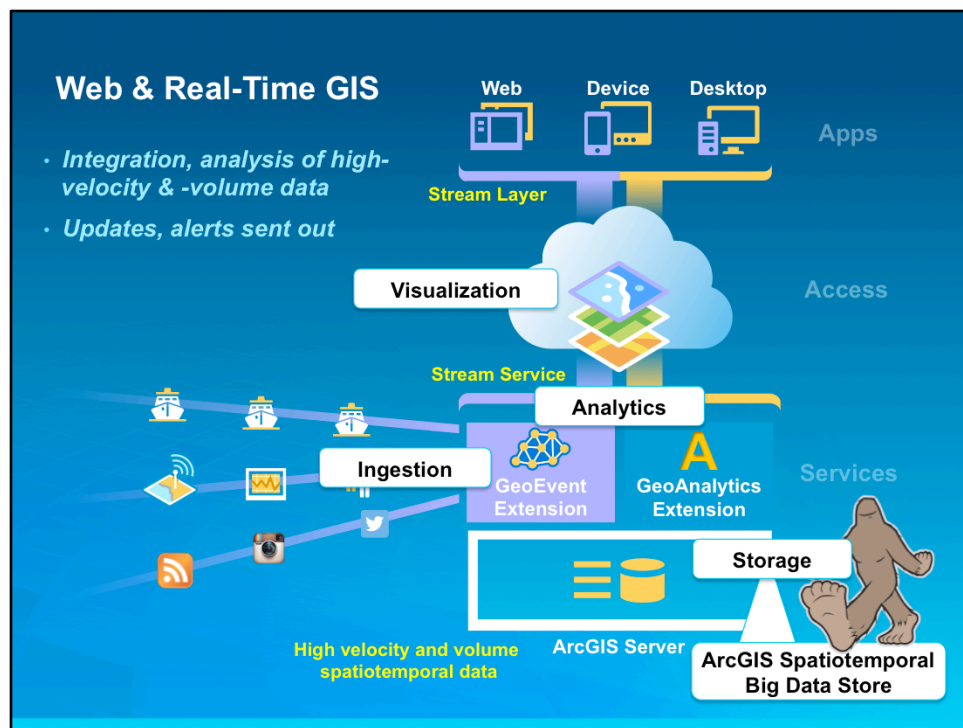 Web & Real-Time GIS
• Integration, analysis of high-
velocity & -volume data
• Updates, alerts sent out
Web
Device
Desktop
Apps
Stream Layer
Visualization
Access
Stream Service
Analytics
Ingestion
GeoEvent
Extension
A
GeoAnalytics
Extension
Services
Storage
ArcGIS Server
High velocity and volume
spatiotemporal data
ArcGIS Spatiotemporal
Big Data Store